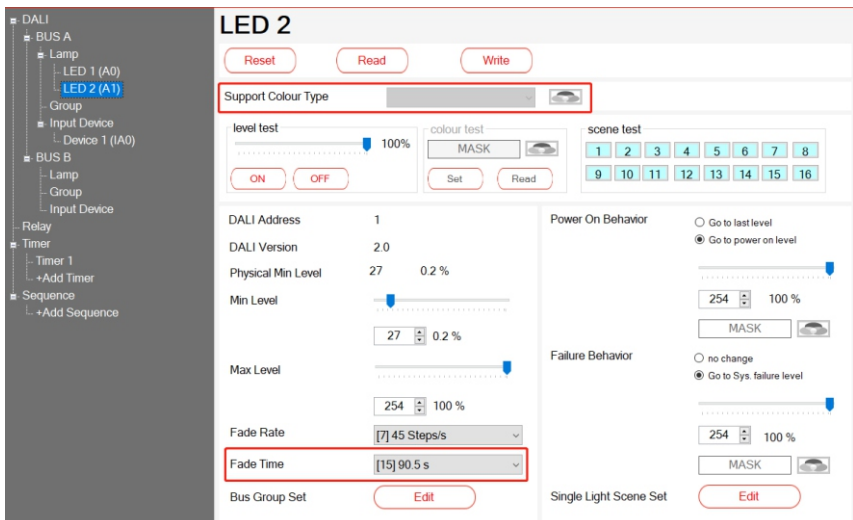 DALI
BUS A
Lamp
LED 1 (A0)
LED 2 (A1)
Group
Input Device
Device 1 (IA0)
BUS B
Lamp
Group
Input Device
Relay
Timer
Timer 1
+Add Timer
Sequence
+Add Sequence
LED 2
Reset Read Write
Support Colour Type
level test
100%
ON OFF
colour test
MASK
Set Read
scene test
1 2 3 4 5 6 7 8
9 10 11 12 13 14 15 16
DALI Address 1
DALI Version 2.0
Physical Min Level 27 0.2 %
Min Level
27 0.2 %
Max Level
254 100 %
Fade Rate [7] 45 Steps/s
Fade Time [15] 90.5 s
Bus Group Set Edit
Power On Behavior Go to last level
Go to power on level
254 100 %
MASK
Failure Behavior no change
Go to Sys. failure level
254 100 %
MASK
Single Light Scene Set Edit